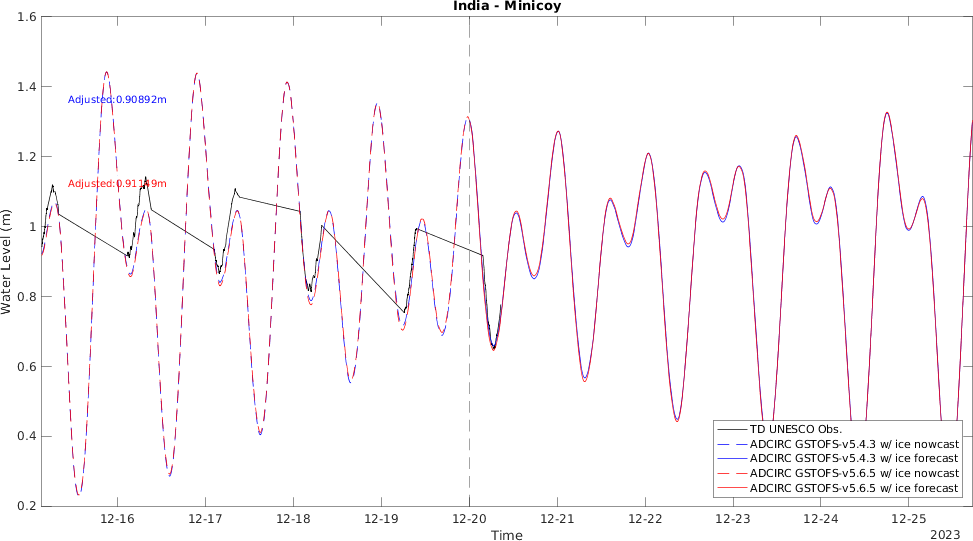 India - Minicoy
1.6
1.4
1.2
1
0.8
0.6
0.4
0.2
Water Level (m)
Adjusted:0.90892m
Adjusted:0.91149m
TD UNESCO Obs.
ADCIRC GSTOFS-v5.4.3 w/ ice nowcast
ADCIRC GSTOFS-v5.4.3 w/ ice forecast
ADCIRC GSTOFS-v5.6.5 w/ ice nowcast
ADCIRC GSTOFS-v5.6.5 w/ ice forecast
12-16 12-17 12-18 12-19 12-20 12-21 12-22 12-23 12-24 12-25
Time
2023